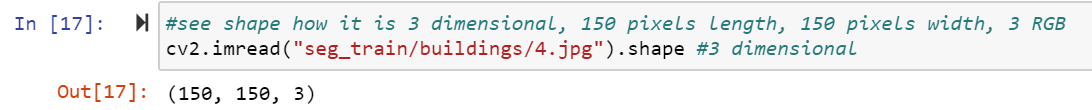 In [17]: #see shape how it is 3 dimensional, 150 pixels length, 150 pixels width, 3 RGB
cv2.imread("seg_train/buildings/4.jpg").shape #3 dimensional
Out[17]: (150, 150, 3)